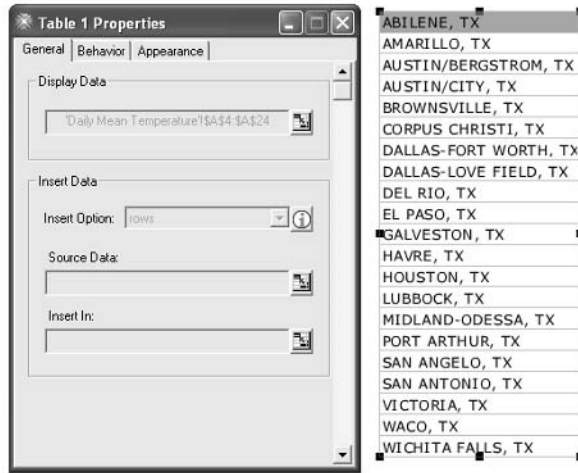 Table 1 Properties
General Behavior Appearance
Display Data
'Daily Mean Temperature'!$A$4:$A$24
Insert Data
Insert Option: rows
Source Data:
Insert In:
ABILENE, TX
AMARILLO, TX
AUSTIN/BERGSTROM, TX
AUSTIN/CITY, TX
BROWNSVILLE, TX
CORPUS CHRISTI, TX
DALLAS-FORT WORTH, TX
DALLAS-LOVE FIELD, TX
DEL RIO, TX
EL PASO, TX
GALVESTON, TX
HAVRE, TX
HOUSTON, TX
LUBBOCK, TX
MIDLAND-ODESSA, TX
PORT ARTHUR, TX
SAN ANGELO, TX
SAN ANTONIO, TX
VICTORIA, TX
WACO, TX
WICHITA FALLS, TX